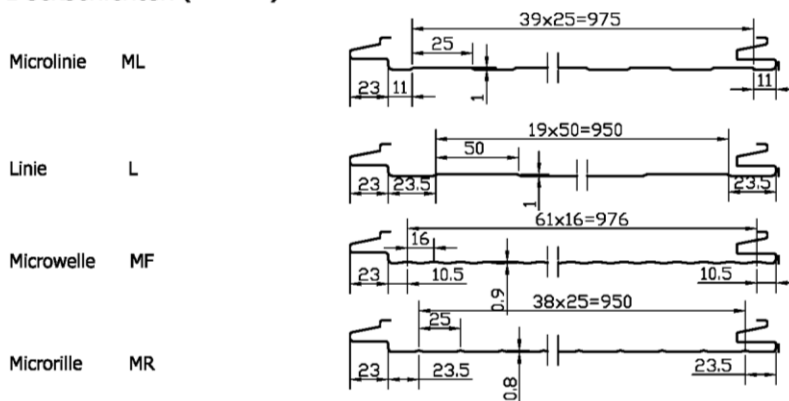 39x25=975
25
Microlinie ML
23 11 1 11
19x50=950
50
Linie L
23 23.5 1 23.5
61x16=976
16
Microwelle MF
23 10.5 0.9 10.5
38x25=950
25
Microrille MR
23 23.5 0.8 23.5